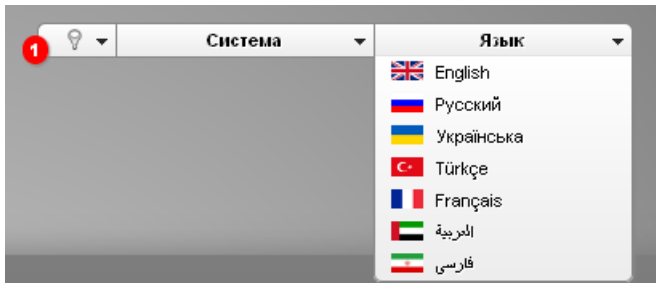 1 Система Язык
English
Русский
Українська
Türkçe
Français
العربية
فارسی